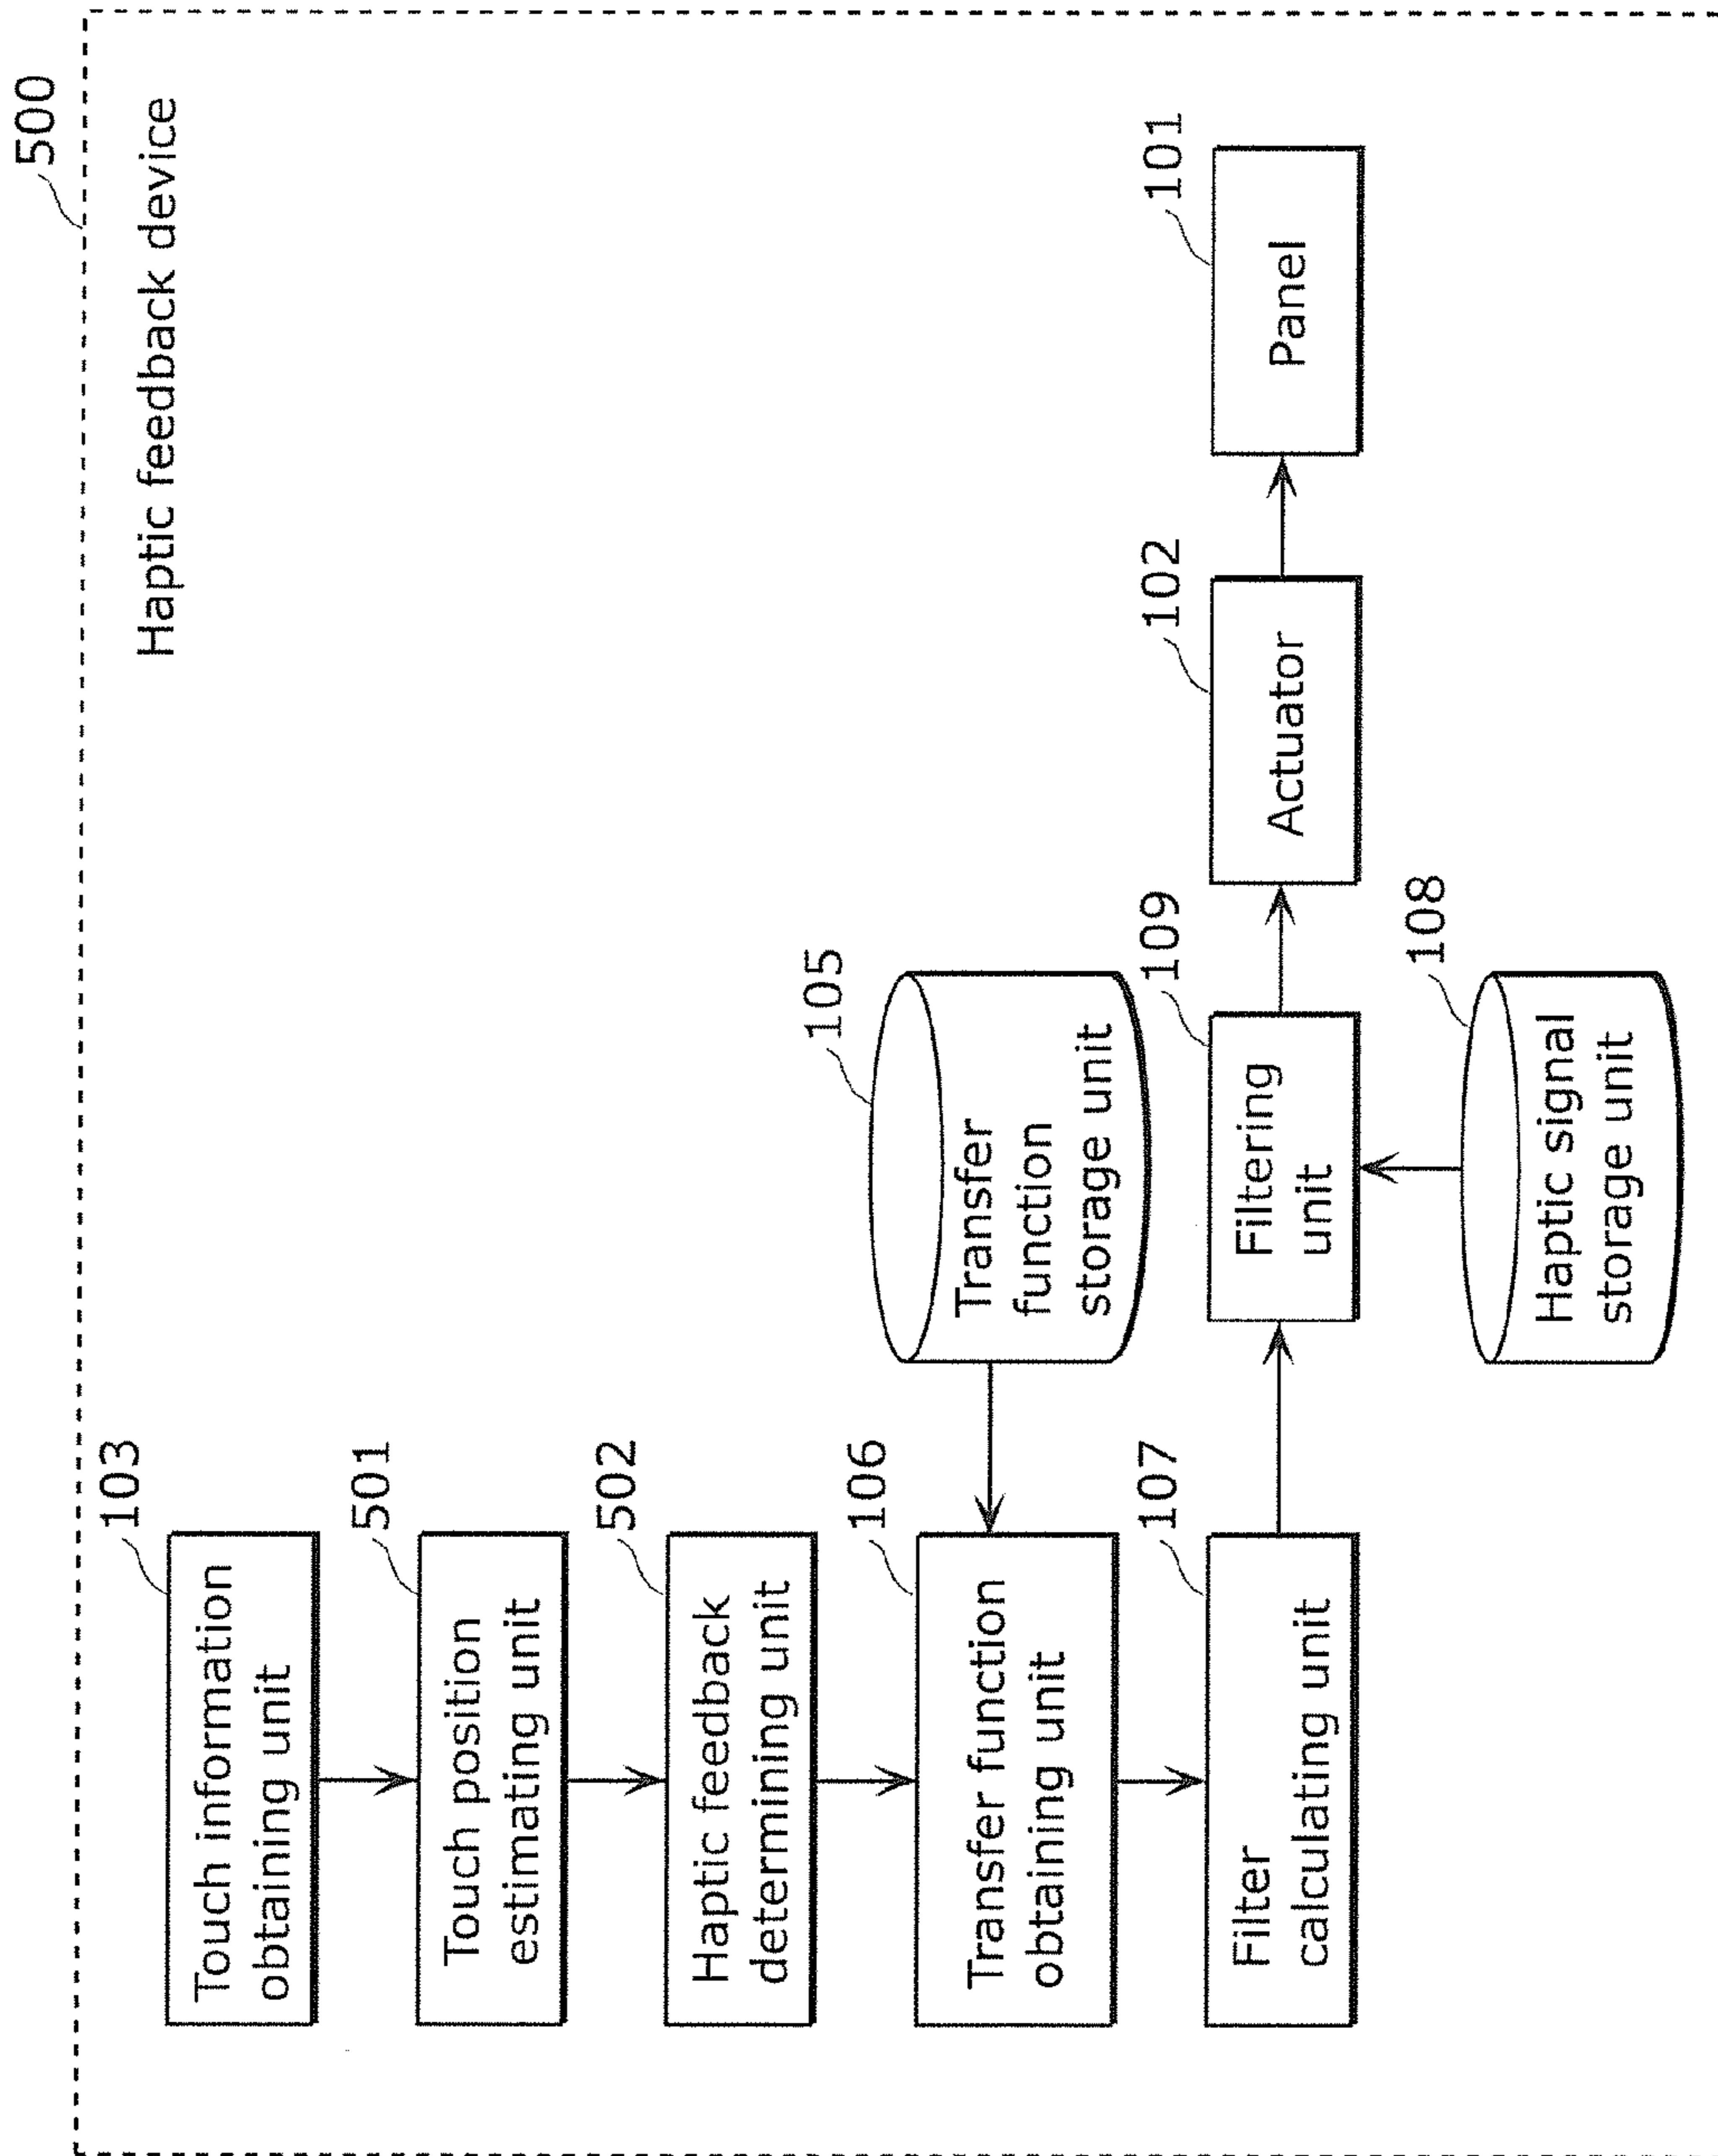 500
Haptic feedback device
103
Touch information
obtaining unit
501
Touch position
estimating unit
502
Haptic feedback
determining unit
105
Transfer
function
storage unit
106
Transfer function
obtaining unit
107
Filter
calculating unit
109
Filtering
unit
102
Actuator
101
Panel
108
Haptic signal
storage unit